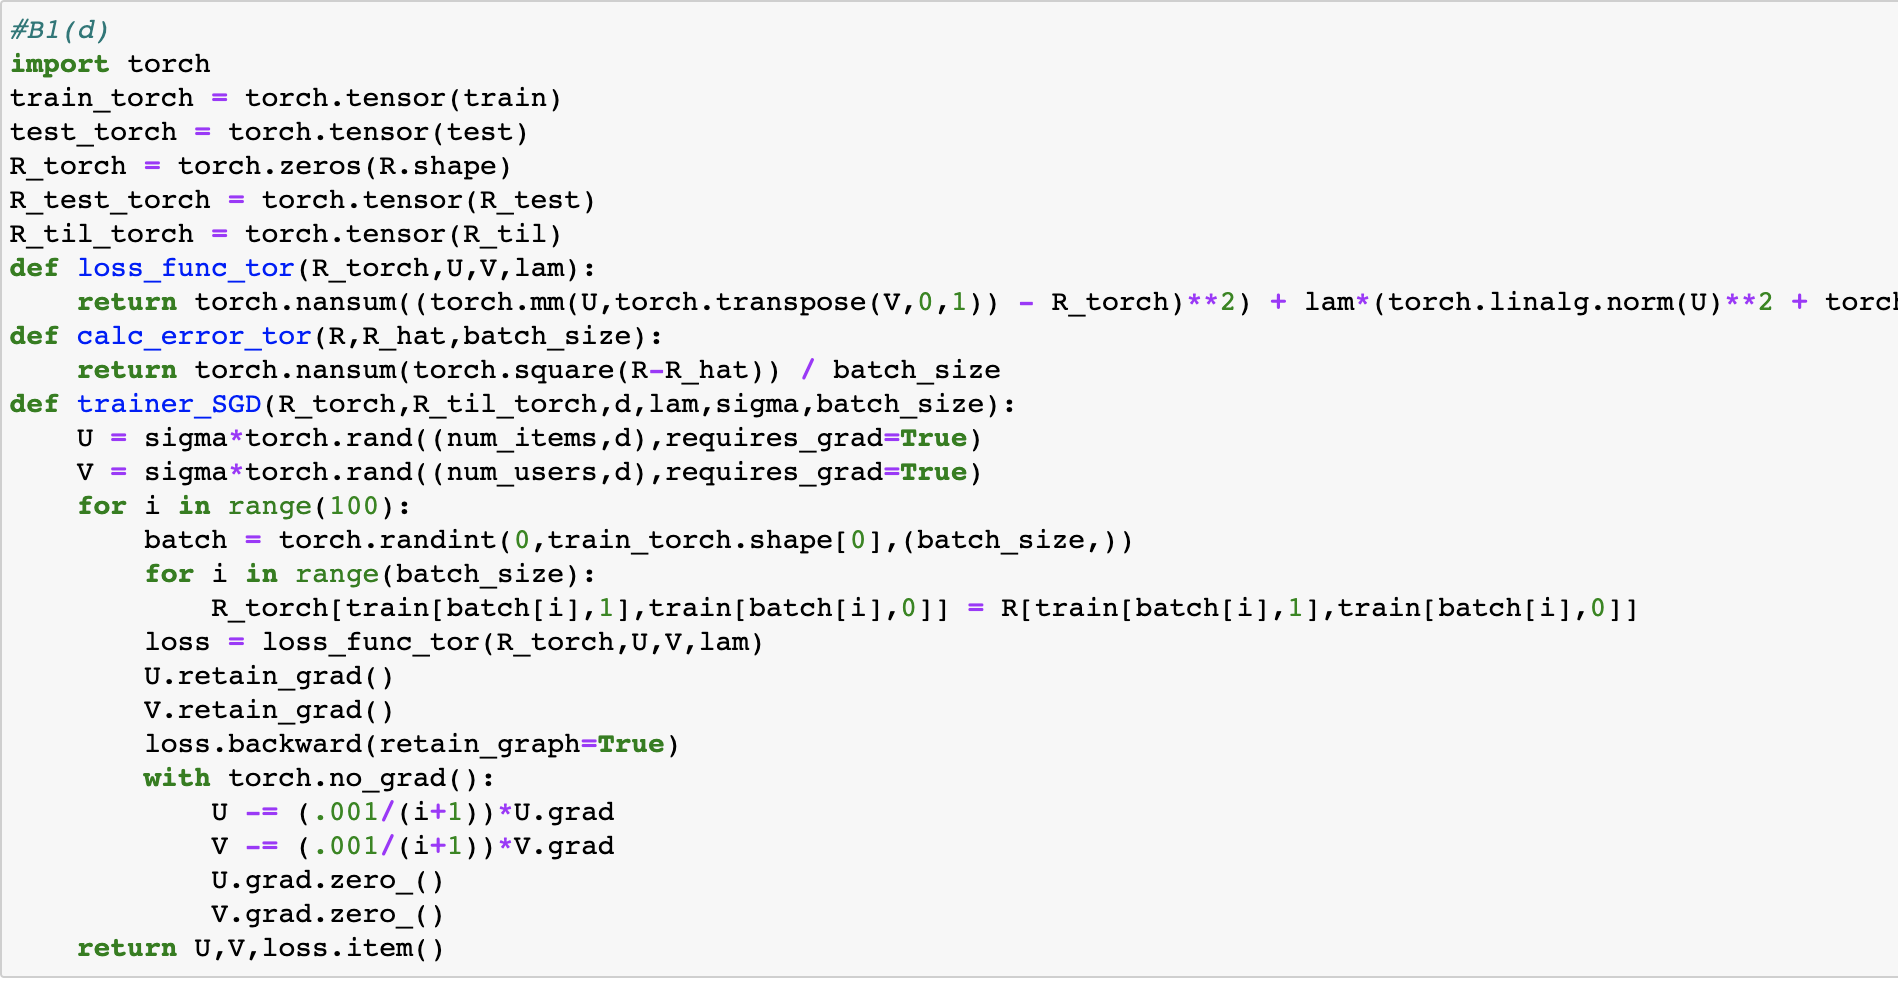 #B1(d)
import torch
train_torch = torch.tensor(train)
test_torch = torch.tensor(test)
R_torch = torch.zeros(R.shape)
R_test_torch = torch.tensor(R_test)
R_til_torch = torch.tensor(R_til)
def loss_func_tor(R_torch,U,V,lam):
    return torch.nansum((torch.mm(U,torch.transpose(V,0,1)) - R_torch)**2) + lam*(torch.linalg.norm(U)**2 + torch
def calc_error_tor(R,R_hat,batch_size):
    return torch.nansum(torch.square(R-R_hat)) / batch_size
def trainer_SGD(R_torch,R_til_torch,d,lam,sigma,batch_size):
    U = sigma*torch.rand((num_items,d),requires_grad=True)
    V = sigma*torch.rand((num_users,d),requires_grad=True)
    for i in range(100):
        batch = torch.randint(0,train_torch.shape[0],(batch_size,))
        for i in range(batch_size):
            R_torch[train[batch[i],1],train[batch[i],0]] = R[train[batch[i],1],train[batch[i],0]]
        loss = loss_func_tor(R_torch,U,V,lam)
        U.retain_grad()
        V.retain_grad()
        loss.backward(retain_graph=True)
        with torch.no_grad():
            U -= (.001/(i+1))*U.grad
            V -= (.001/(i+1))*V.grad
            U.grad.zero_()
            V.grad.zero_()
    return U,V,loss.item()